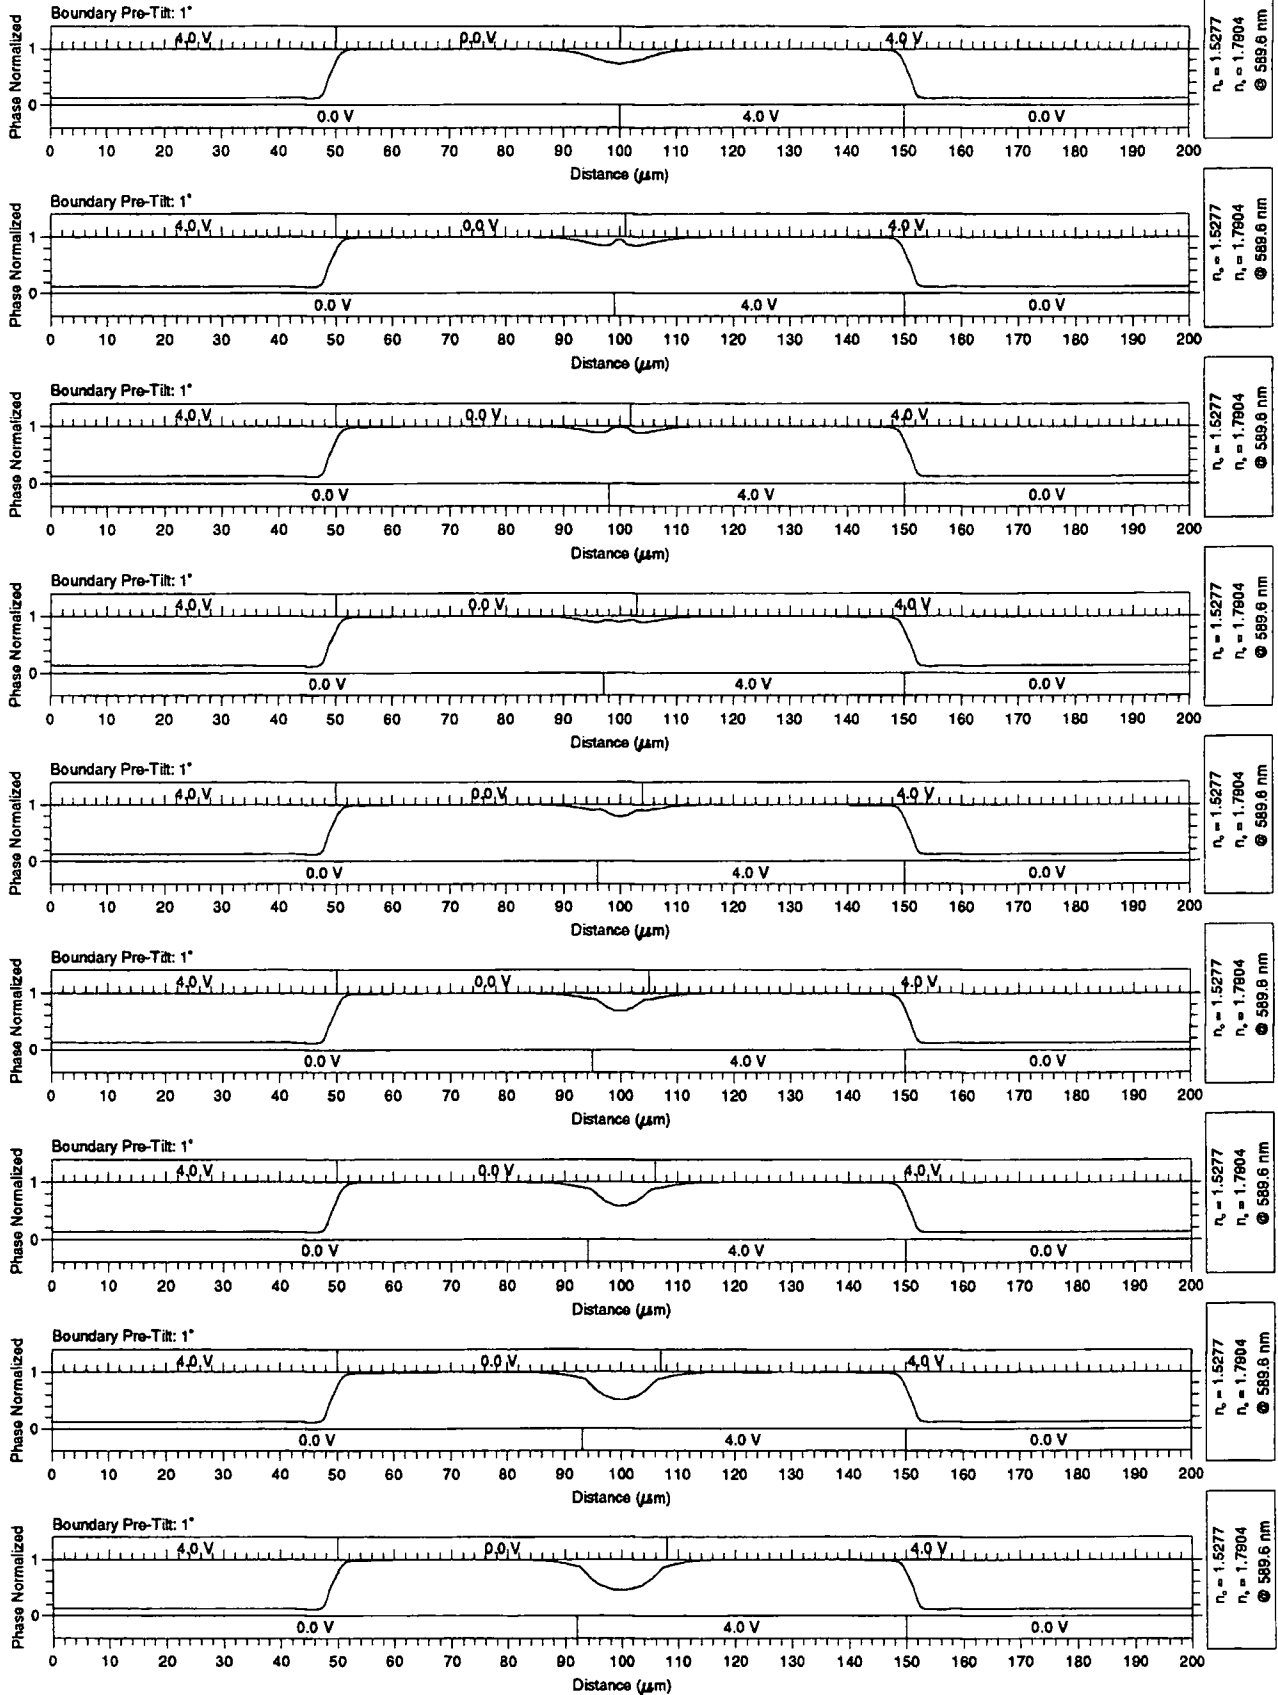 Boundary Pre-Tilt: 1°
4.0 V 0.0 V 4.0 V
Phase Normalized
1
0
0.0 V 4.0 V 0.0 V
0 10 20 30 40 50 60 70 80 90 100 110 120 130 140 150 160 170 180 190 200
Distance (μm)
nₒ = 1.5277
nₑ = 1.7904
@ 589.6 nm
Boundary Pre-Tilt: 1°
4.0 V 0.0 V 4.0 V
Phase Normalized
1
0
0.0 V 4.0 V 0.0 V
0 10 20 30 40 50 60 70 80 90 100 110 120 130 140 150 160 170 180 190 200
Distance (μm)
nₒ = 1.5277
nₑ = 1.7904
@ 589.6 nm
Boundary Pre-Tilt: 1°
4.0 V 0.0 V 4.0 V
Phase Normalized
1
0
0.0 V 4.0 V 0.0 V
0 10 20 30 40 50 60 70 80 90 100 110 120 130 140 150 160 170 180 190 200
Distance (μm)
nₒ = 1.5277
nₑ = 1.7904
@ 589.6 nm
Boundary Pre-Tilt: 1°
4.0 V 0.0 V 4.0 V
Phase Normalized
1
0
0.0 V 4.0 V 0.0 V
0 10 20 30 40 50 60 70 80 90 100 110 120 130 140 150 160 170 180 190 200
Distance (μm)
nₒ = 1.5277
nₑ = 1.7904
@ 589.6 nm
Boundary Pre-Tilt: 1°
4.0 V 0.0 V 4.0 V
Phase Normalized
1
0
0.0 V 4.0 V 0.0 V
0 10 20 30 40 50 60 70 80 90 100 110 120 130 140 150 160 170 180 190 200
Distance (μm)
nₒ = 1.5277
nₑ = 1.7904
@ 589.6 nm
Boundary Pre-Tilt: 1°
4.0 V 0.0 V 4.0 V
Phase Normalized
1
0
0.0 V 4.0 V 0.0 V
0 10 20 30 40 50 60 70 80 90 100 110 120 130 140 150 160 170 180 190 200
Distance (μm)
nₒ = 1.5277
nₑ = 1.7904
@ 589.6 nm
Boundary Pre-Tilt: 1°
4.0 V 0.0 V 4.0 V
Phase Normalized
1
0
0.0 V 4.0 V 0.0 V
0 10 20 30 40 50 60 70 80 90 100 110 120 130 140 150 160 170 180 190 200
Distance (μm)
nₒ = 1.5277
nₑ = 1.7904
@ 589.6 nm
Boundary Pre-Tilt: 1°
4.0 V 0.0 V 4.0 V
Phase Normalized
1
0
0.0 V 4.0 V 0.0 V
0 10 20 30 40 50 60 70 80 90 100 110 120 130 140 150 160 170 180 190 200
Distance (μm)
nₒ = 1.5277
nₑ = 1.7904
@ 589.6 nm
Boundary Pre-Tilt: 1°
4.0 V 0.0 V 4.0 V
Phase Normalized
1
0
0.0 V 4.0 V 0.0 V
0 10 20 30 40 50 60 70 80 90 100 110 120 130 140 150 160 170 180 190 200
Distance (μm)
nₒ = 1.5277
nₑ = 1.7904
@ 589.6 nm